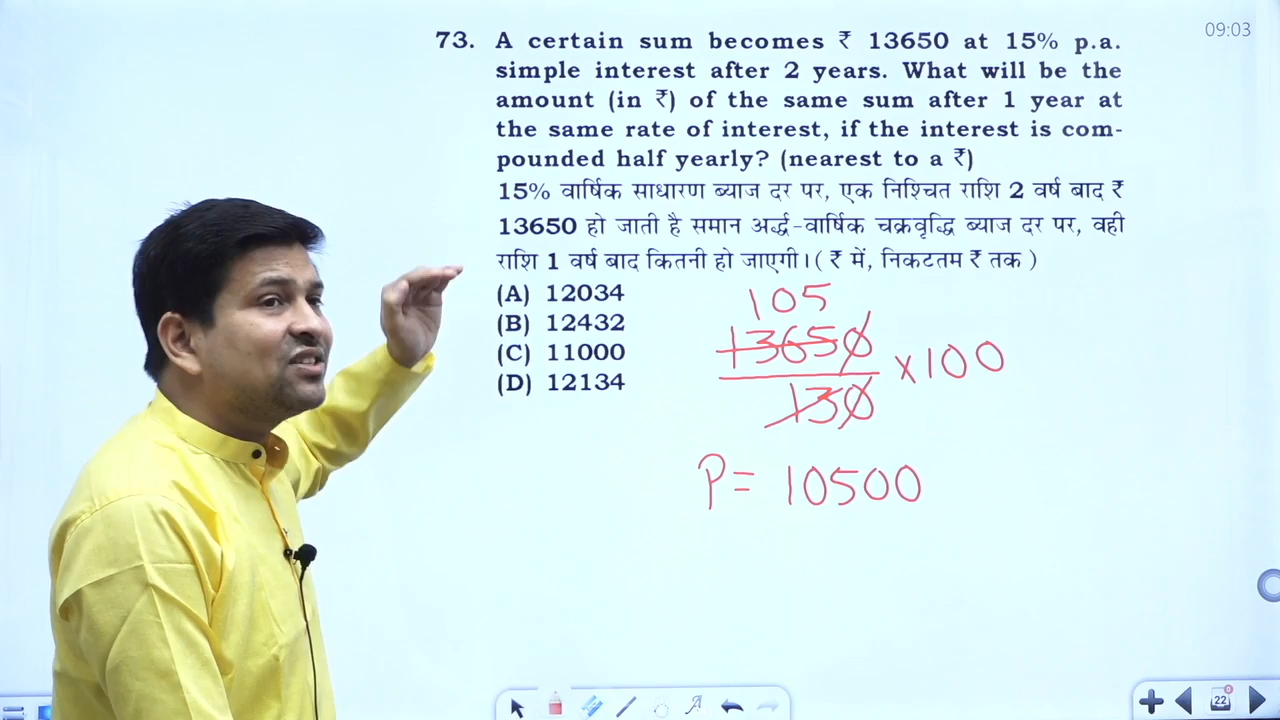 09:03
73. A certain sum becomes ₹ 13650 at 15% p.a.
simple interest after 2 years. What will be the
amount (in ₹) of the same sum after 1 year at
the same rate of interest, if the interest is com-
pounded half yearly? (nearest to a ₹)
15% वार्षिक साधारण ब्याज दर पर, एक निश्चित राशि 2 वर्ष बाद ₹
13650 हो जाती है समान अर्द्ध-वार्षिक चक्रवृद्धि ब्याज दर पर, वही
राशि 1 वर्ष बाद कितनी हो जाएगी। ( ₹ में, निकटतम ₹ तक )
(A) 12034
(B) 12432
(C) 11000
(D) 12134
105
13650
130
×100
P= 10500
22